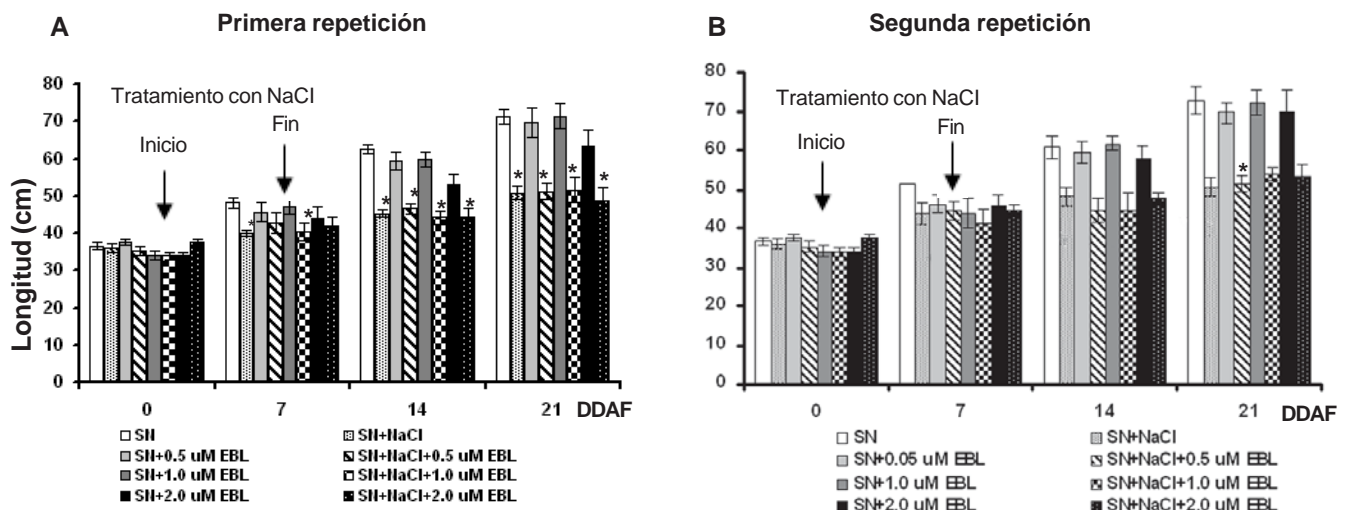 A Primera repetición
80
70
60
50
40
30
20
10
0
Longitud (cm)
Tratamiento con NaCl
Inicio
Fin
*
*
*
*
*
*
*
*
*
*
0 7 14 21 DDAF
SN SN+NaCl
SN+0.5 uM EBL SN+NaCl+0.5 uM EBL
SN+1.0 uM EBL SN+NaCl+1.0 uM EBL
SN+2.0 uM EBL SN+NaCl+2.0 uM EBL
B Segunda repetición
80
70
60
50
40
30
20
10
0
Tratamiento con NaCl
Inicio
Fin
*
0 7 14 21 DDAF
SN SN+NaCl
SN+0.05 uM EBL SN+NaCl+0.5 uM EBL
SN+1.0 uM EBL SN+NaCl+1.0 uM EBL
SN+2.0 uM EBL SN+NaCl+2.0 uM EBL